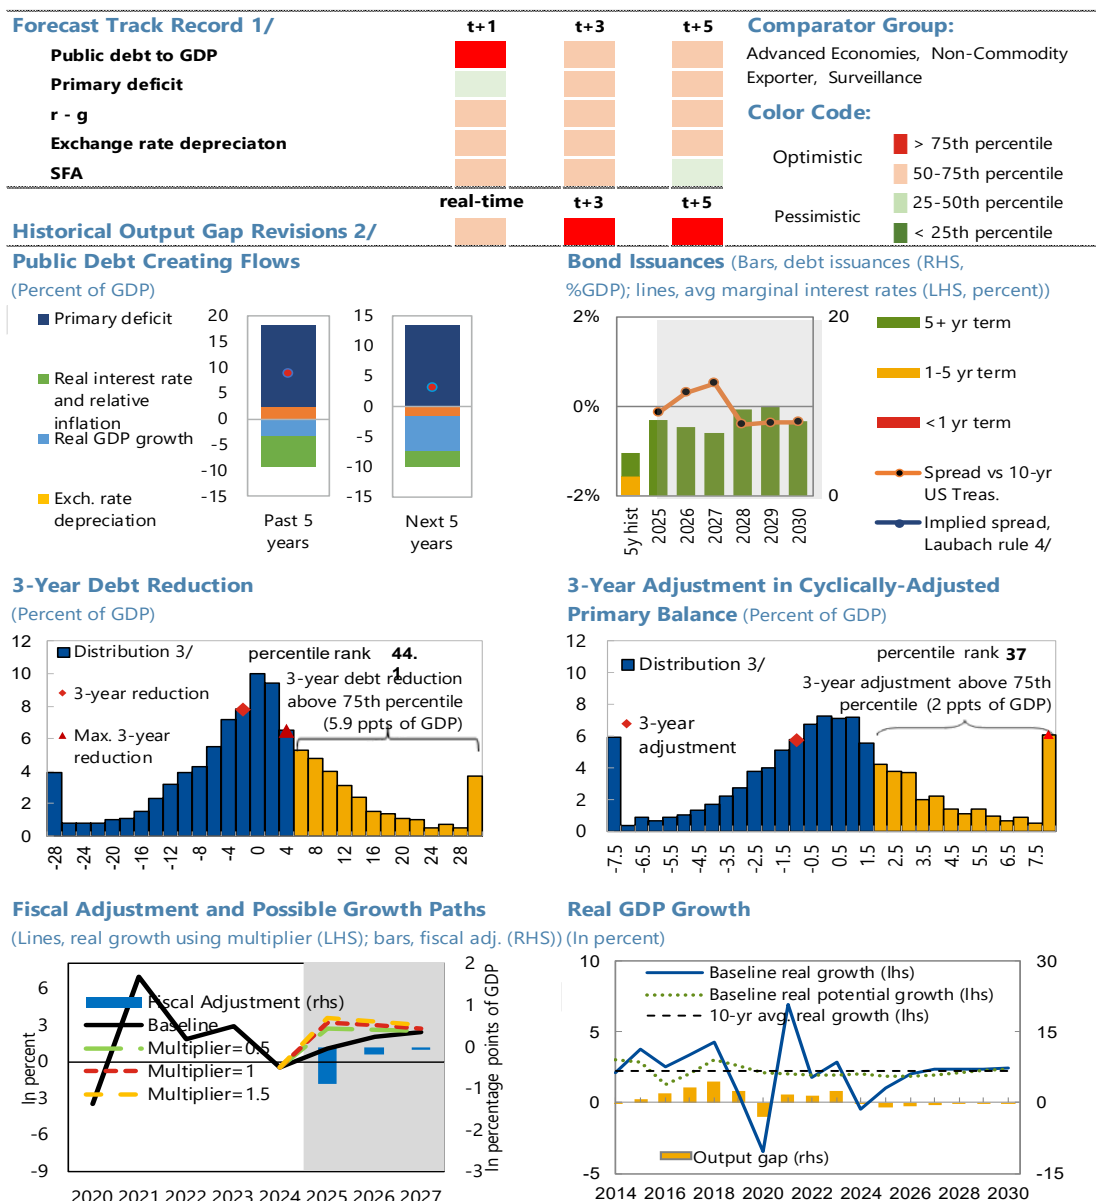 Forecast Track Record 1/
t+1 t+3 t+5
Comparator Group:
Public debt to GDP
Advanced Economies, Non-Commodity
Exporter, Surveillance
Primary deficit
r - g
Exchange rate depreciaton
SFA
Color Code:
Optimistic
> 75th percentile
50-75th percentile
Pessimistic
25-50th percentile
< 25th percentile
real-time t+3 t+5
Historical Output Gap Revisions 2/
Public Debt Creating Flows
(Percent of GDP)
Primary deficit
Real interest rate
and relative
inflation
Real GDP growth
Exch. rate
depreciation
20
15
10
5
0
-5
-10
-15
Past 5
years
15
10
5
0
-5
-10
-15
Next 5
years
Bond Issuances (Bars, debt issuances (RHS,
%GDP); lines, avg marginal interest rates (LHS, percent))
2%
0%
-2%
20
0
5y hist 2025 2026 2027 2028 2029 2030
5+ yr term
1-5 yr term
<1 yr term
Spread vs 10-yr
US Treas.
Implied spread,
Laubach rule 4/
3-Year Debt Reduction
(Percent of GDP)
12
10
8
6
4
2
0
Distribution 3/
3-year reduction
Max. 3-year
reduction
percentile rank 44.
1
3-year debt reduction
above 75th percentile
(5.9 ppts of GDP)
-28 -24 -20 -16 -12 -8 -4 0 4 8 12 16 20 24 28
3-Year Adjustment in Cyclically-Adjusted
Primary Balance (Percent of GDP)
12
10
8
6
4
2
0
Distribution 3/
3-year
adjustment
percentile rank 37
3-year adjustment above 75th
percentile (2 ppts of GDP)
-7.5 -6.5 -5.5 -4.5 -3.5 -2.5 -1.5 -0.5 0.5 1.5 2.5 3.5 4.5 5.5 6.5 7.5
Fiscal Adjustment and Possible Growth Paths
(Lines, real growth using multiplier (LHS); bars, fiscal adj. (RHS))
In percent
6
3
0
-3
-6
-9
Fiscal Adjustment (rhs)
Baseline
Multiplier=0.5
Multiplier=1
Multiplier=1.5
2
1
0
-1
-2
-3
In percentage points of GDP
2020 2021 2022 2023 2024 2025 2026 2027
Real GDP Growth
(In percent)
10
5
0
-5
Baseline real growth (lhs)
Baseline real potential growth (lhs)
10-yr avg. real growth (lhs)
Output gap (rhs)
30
15
0
-15
2014 2016 2018 2020 2022 2024 2026 2028 2030